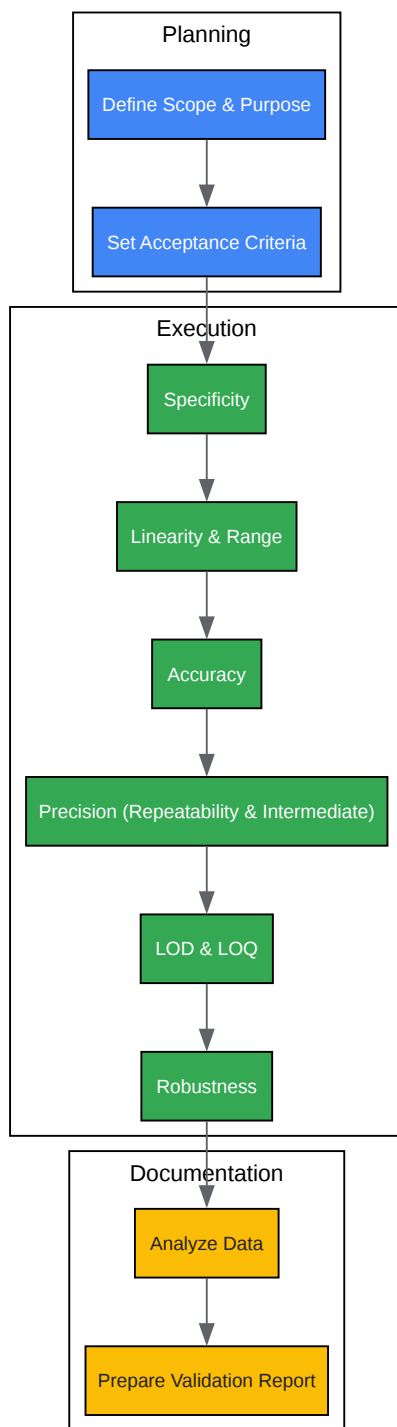 Planning
Define Scope & Purpose
Set Acceptance Criteria
Execution
Specificity
Linearity & Range
Accuracy
Precision (Repeatability & Intermediate)
LOD & LOQ
Robustness
Documentation
Analyze Data
Prepare Validation Report